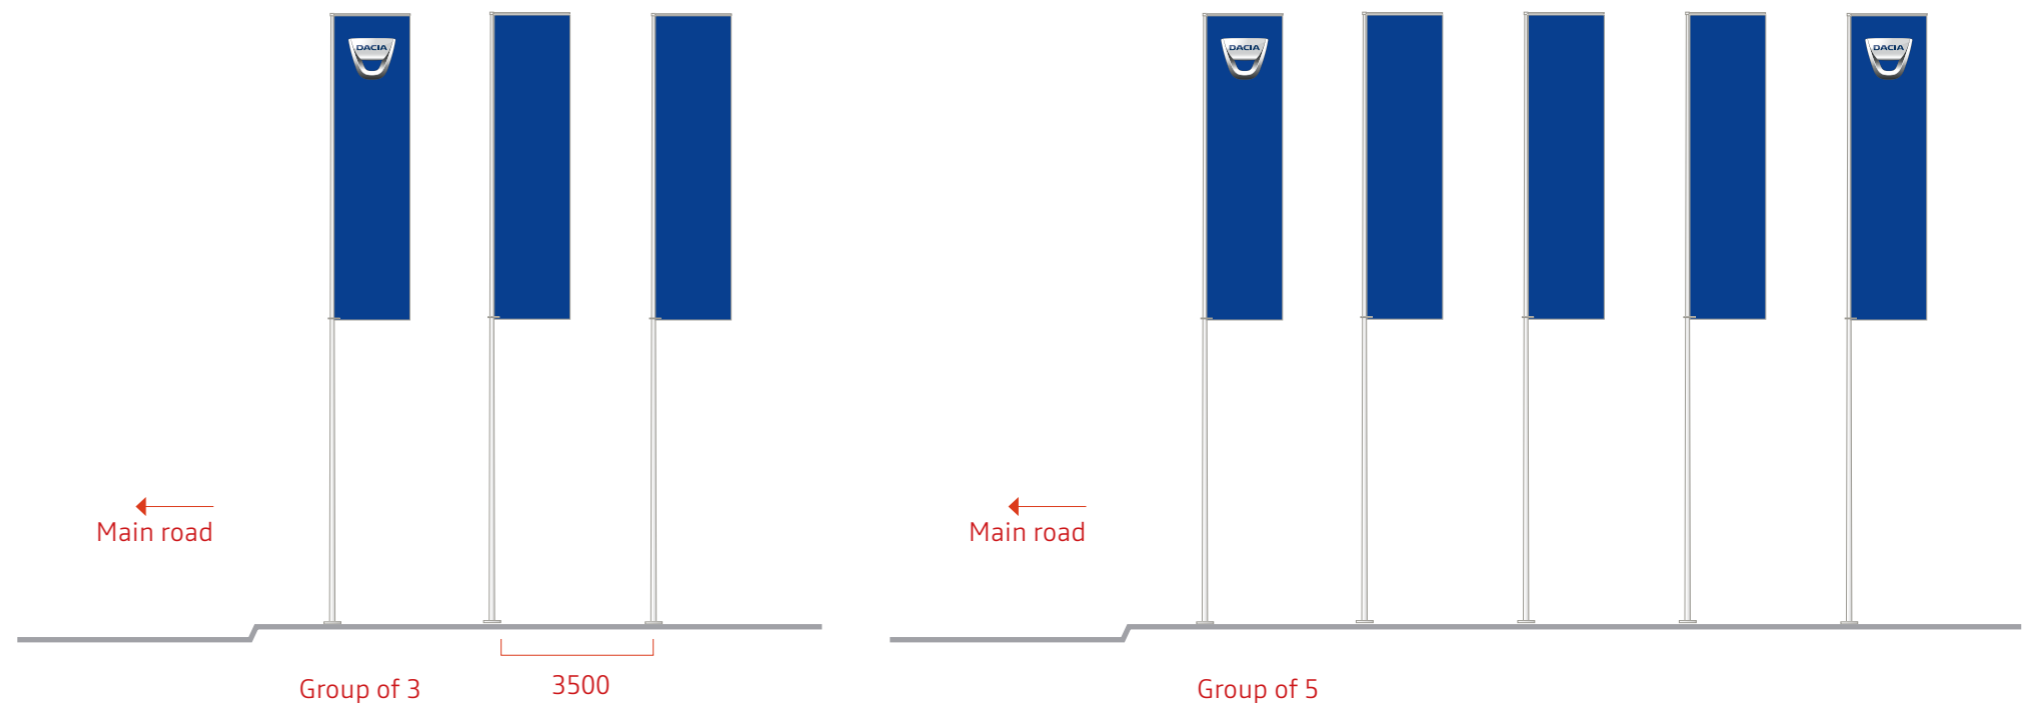 DACIA
DACIA
DACIA
Main road
Main road
Group of 3
3500
Group of 5